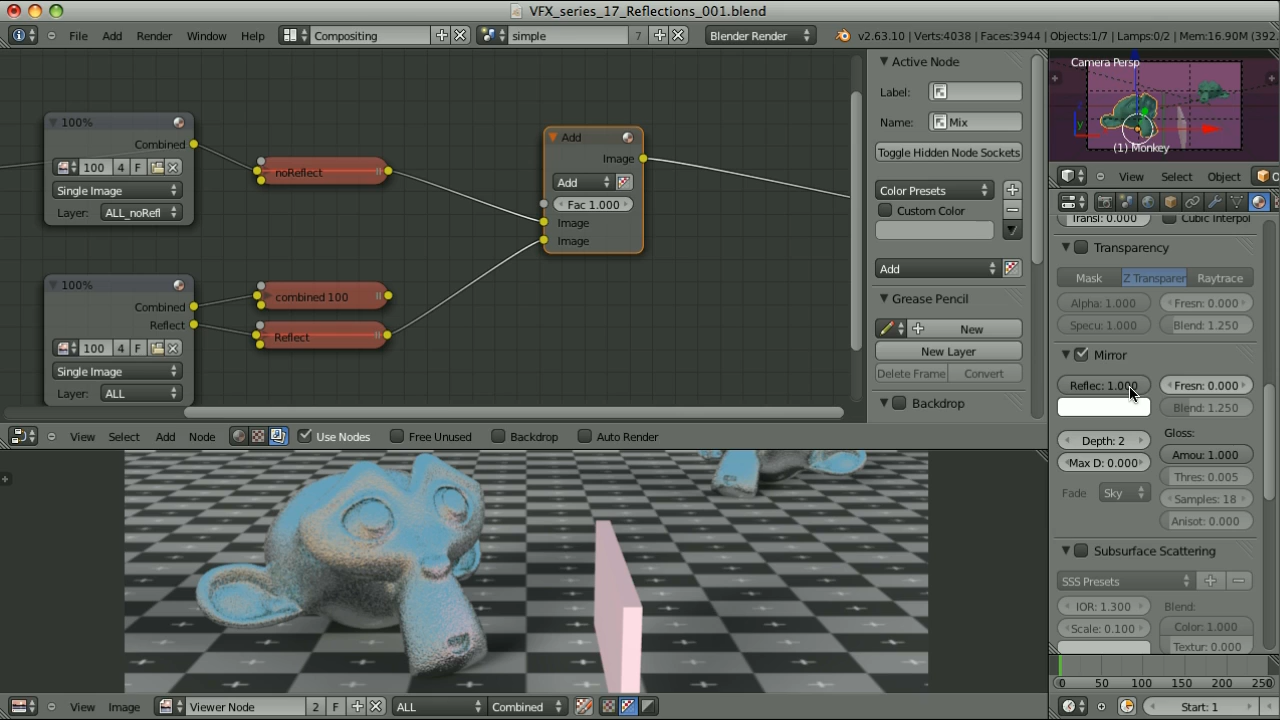 VFX_series_17_Reflections_001.blend
File Add Render Window Help Compositing simple 7 Blender Render v2.63.10 | Verts:4038 | Faces:3944 | Objects:1/7 | Lamps:0/2 | Mem:16.90M (392.
100%
Combined
100 4 F
Single Image
Layer: ALL_noRefl
noReflect
100%
Combined
Reflect
100 4 F
Single Image
Layer: ALL
combined 100
Reflect
Add
Image
Add
Fac 1.000
Image
Image
Active Node
Label:
Name: Mix
Toggle Hidden Node Sockets
Color Presets
Custom Color
Add
Grease Pencil
New
New Layer
Delete Frame Convert
Backdrop
Camera Persp
(1) Monkey
View Select Object
Transl: 0.000 Cubic Interpol
Transparency
Mask Z Transparen Raytrace
Alpha: 1.000 Fresn: 0.000
Specu: 1.000 Blend: 1.250
Mirror
Reflec: 1.000 Fresn: 0.000
Blend: 1.250
Depth: 2 Gloss:
Max D: 0.000 Amou: 1.000
Thres: 0.005
Fade Sky Samples: 18
Anisot: 0.000
Subsurface Scattering
SSS Presets
IOR: 1.300 Blend:
Scale: 0.100 Color: 1.000
Textur: 0.000
0 50 100 150 200 250
Start: 1
View Select Add Node Use Nodes Free Unused Backdrop Auto Render
View Image Viewer Node 2 F ALL Combined